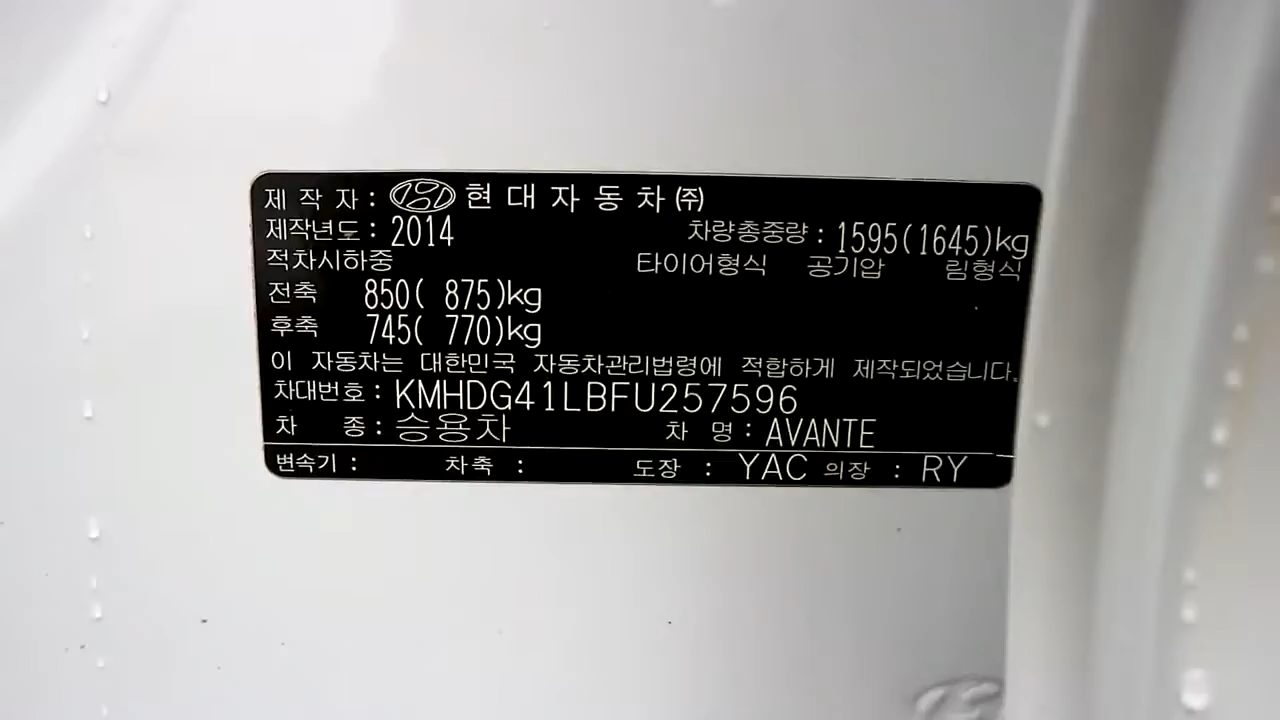 제 작 자 : 현 대 자 동 차 ㈜
제작년도 : 2014 차량총중량 : 1595(1645)kg
적차시하중 타이어형식 공기압 림형식
전축 850( 875)kg
후축 745( 770)kg
이 자동차는 대한민국 자동차관리법령에 적합하게 제작되었습니다.
차대번호 : KMHDG41LBFU257596
차 종 : 승용차 차 명 : AVANTE
변속기 : 차축 : 도장 : YAC 의장 : RY